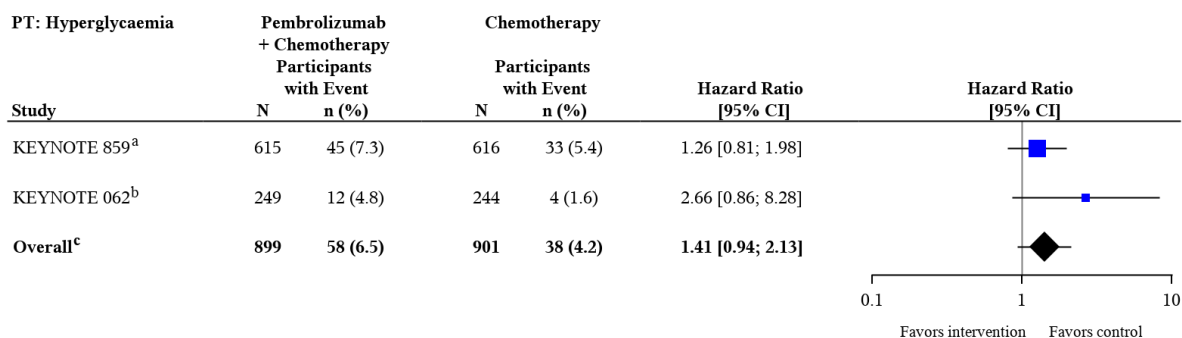 PT: Hyperglycaemia Pembrolizumab Chemotherapy
+ Chemotherapy
Participants Participants
with Event with Event Hazard Ratio Hazard Ratio
Study N n (%) N n (%) [95% CI] [95% CI]
KEYNOTE 859a 615 45 (7.3) 616 33 (5.4) 1.26 [0.81; 1.98]
KEYNOTE 062b 249 12 (4.8) 244 4 (1.6) 2.66 [0.86; 8.28]
Overallc 899 58 (6.5) 901 38 (4.2) 1.41 [0.94; 2.13]
0.1 1 10
Favors intervention Favors control